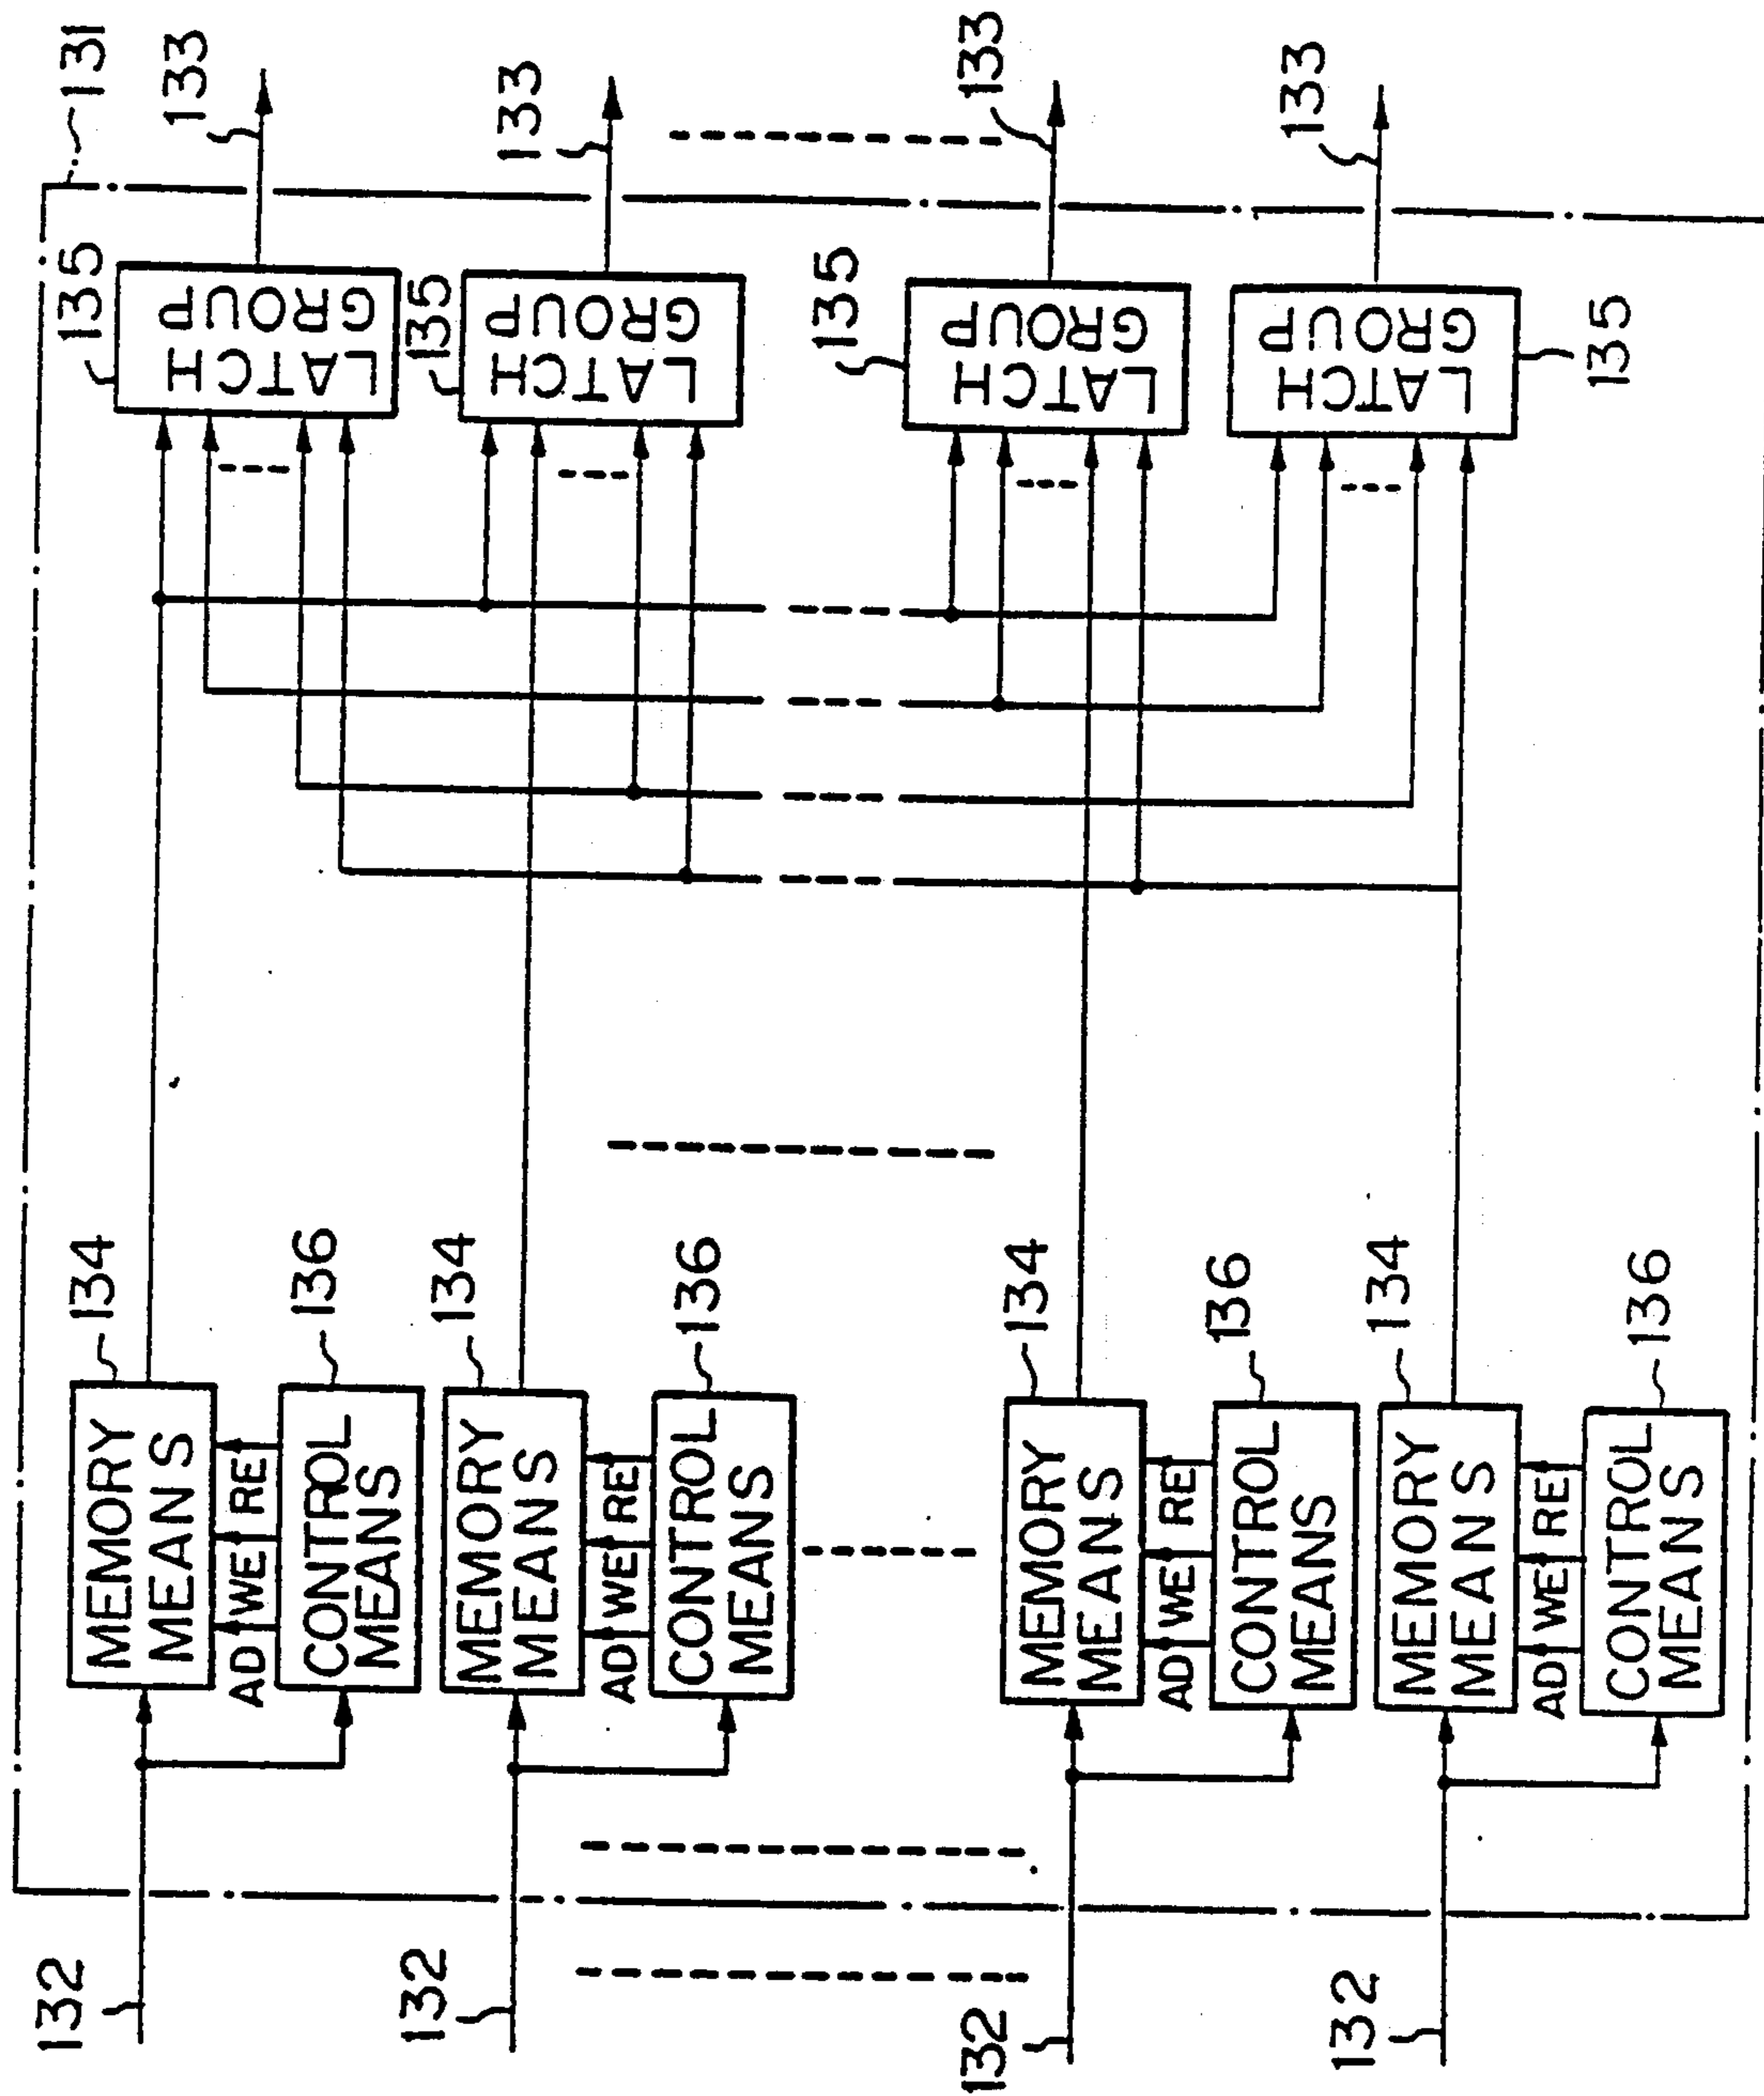 131
133
133
133
133
135
LATCH
GROUP
135
LATCH
GROUP
135
LATCH
GROUP
135
LATCH
GROUP
134
MEMORY
MEANS
AD WE RE
136
CONTROL
MEANS
134
MEMORY
MEANS
AD WE RE
136
CONTROL
MEANS
134
MEMORY
MEANS
AD WE RE
136
CONTROL
MEANS
134
MEMORY
MEANS
AD WE RE
136
CONTROL
MEANS
132
132
132
132